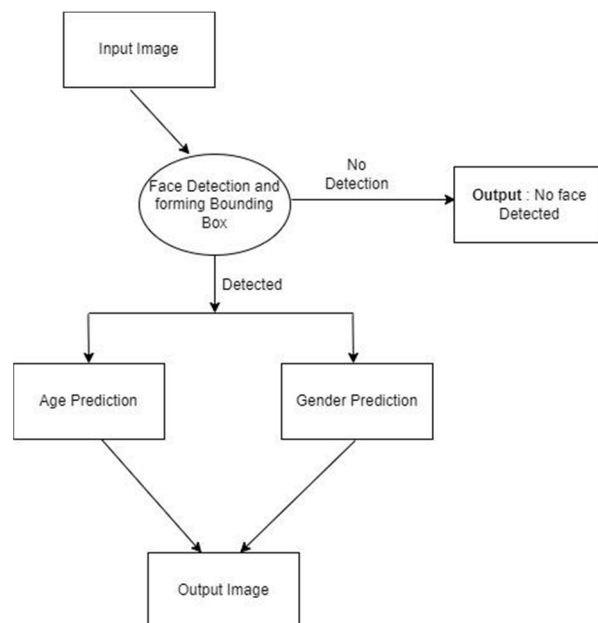 Input Image
Face Detection and
forming Bounding
Box
No
Detection
Output : No face
Detected
Detected
Age Prediction
Gender Prediction
Output Image